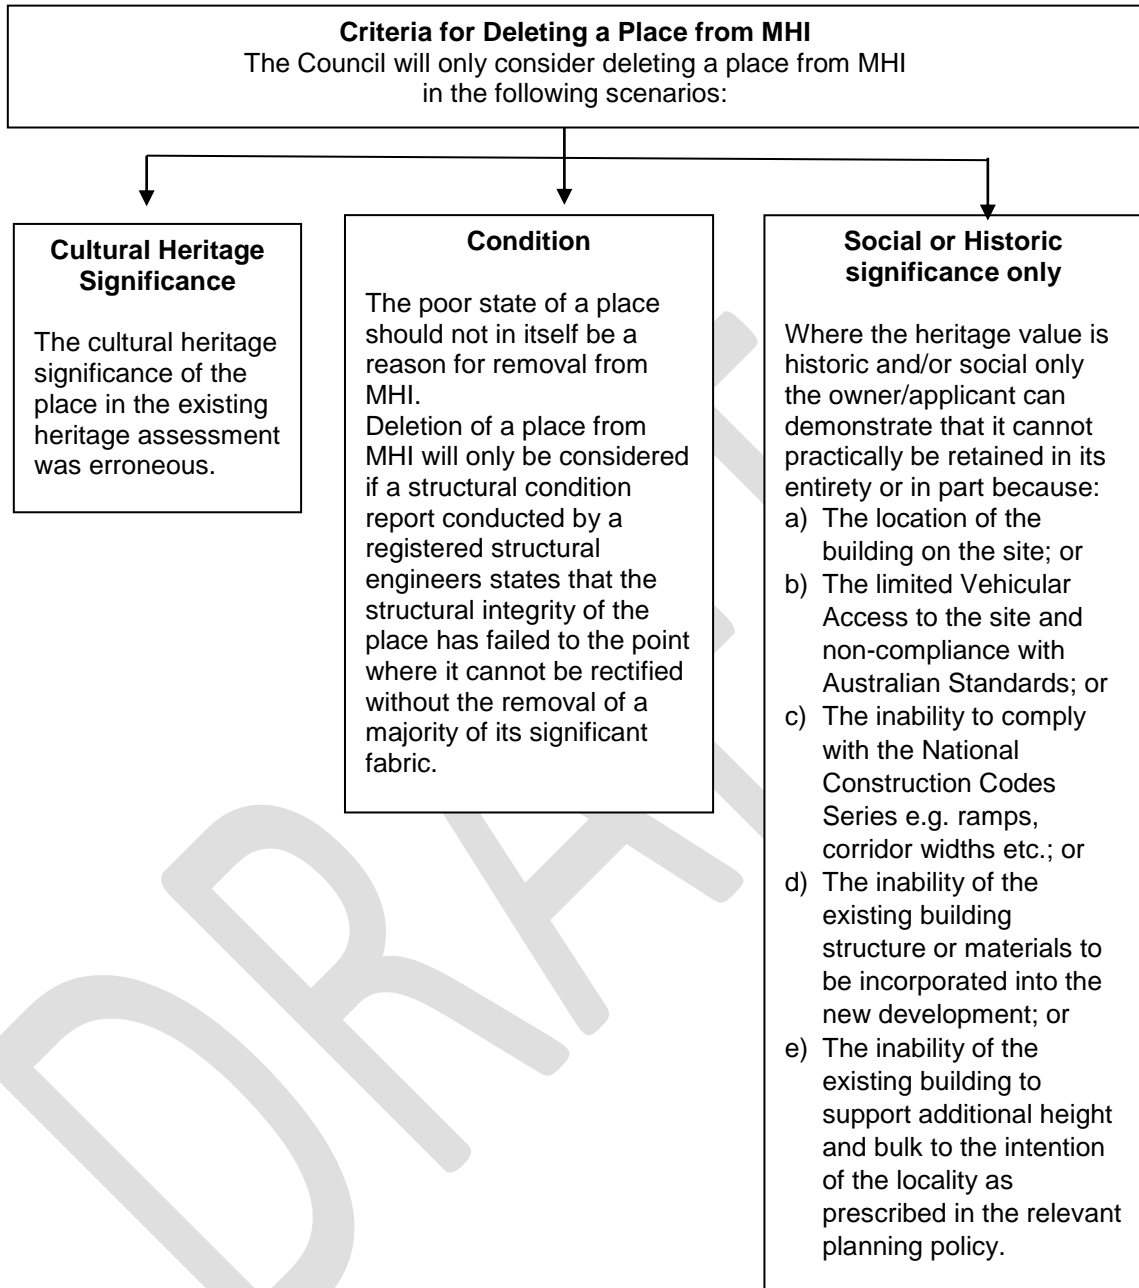 Criteria for Deleting a Place from MHI
The Council will only consider deleting a place from MHI
in the following scenarios:
Cultural Heritage
Significance
The cultural heritage
significance of the
place in the existing
heritage assessment
was erroneous.
Condition
The poor state of a place
should not in itself be a
reason for removal from
MHI.
Deletion of a place from
MHI will only be considered
if a structural condition
report conducted by a
registered structural
engineers states that the
structural integrity of the
place has failed to the point
where it cannot be rectified
without the removal of a
majority of its significant
fabric.
Social or Historic
significance only
Where the heritage value is
historic and/or social only
the owner/applicant can
demonstrate that it cannot
practically be retained in its
entirety or in part because:
a) The location of the
building on the site; or
b) The limited Vehicular
Access to the site and
non-compliance with
Australian Standards; or
c) The inability to comply
with the National
Construction Codes
Series e.g. ramps,
corridor widths etc.; or
d) The inability of the
existing building
structure or materials to
be incorporated into the
new development; or
e) The inability of the
existing building to
support additional height
and bulk to the intention
of the locality as
prescribed in the relevant
planning policy.
DRAFT